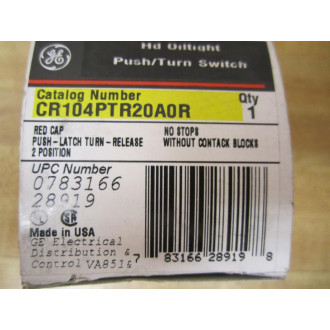 Hd Oiltight
Push/Turn Switch
GE
Catalog Number
Qty
CR104PTR20A0R
1
RED CAP
NO STOPS
PUSH-LATCH TURN-RELEASE
WITHOUT CONTACK BLOCKS
2 POSITION
UPC Number
0783166
28919
Made in USA
GE Electrical
Distribution &
Control VA851&
7 83166 28919 8